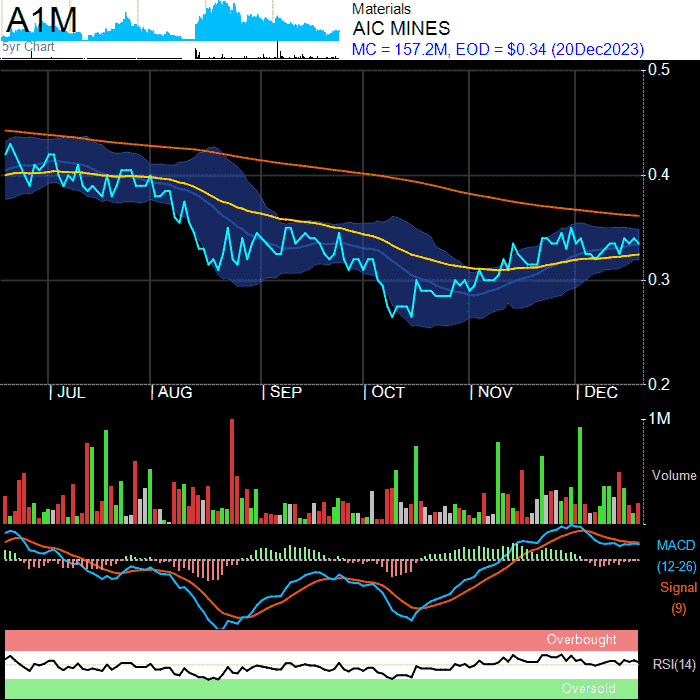 A1M
5yr Chart
Materials
AIC MINES
MC = 157.2M, EOD = $0.34 (20Dec2023)
0.5
0.4
0.3
0.2
JUL AUG SEP OCT NOV DEC
1M
Volume
MACD
(12-26)
Signal
(9)
Overbought
RSI(14)
Oversold